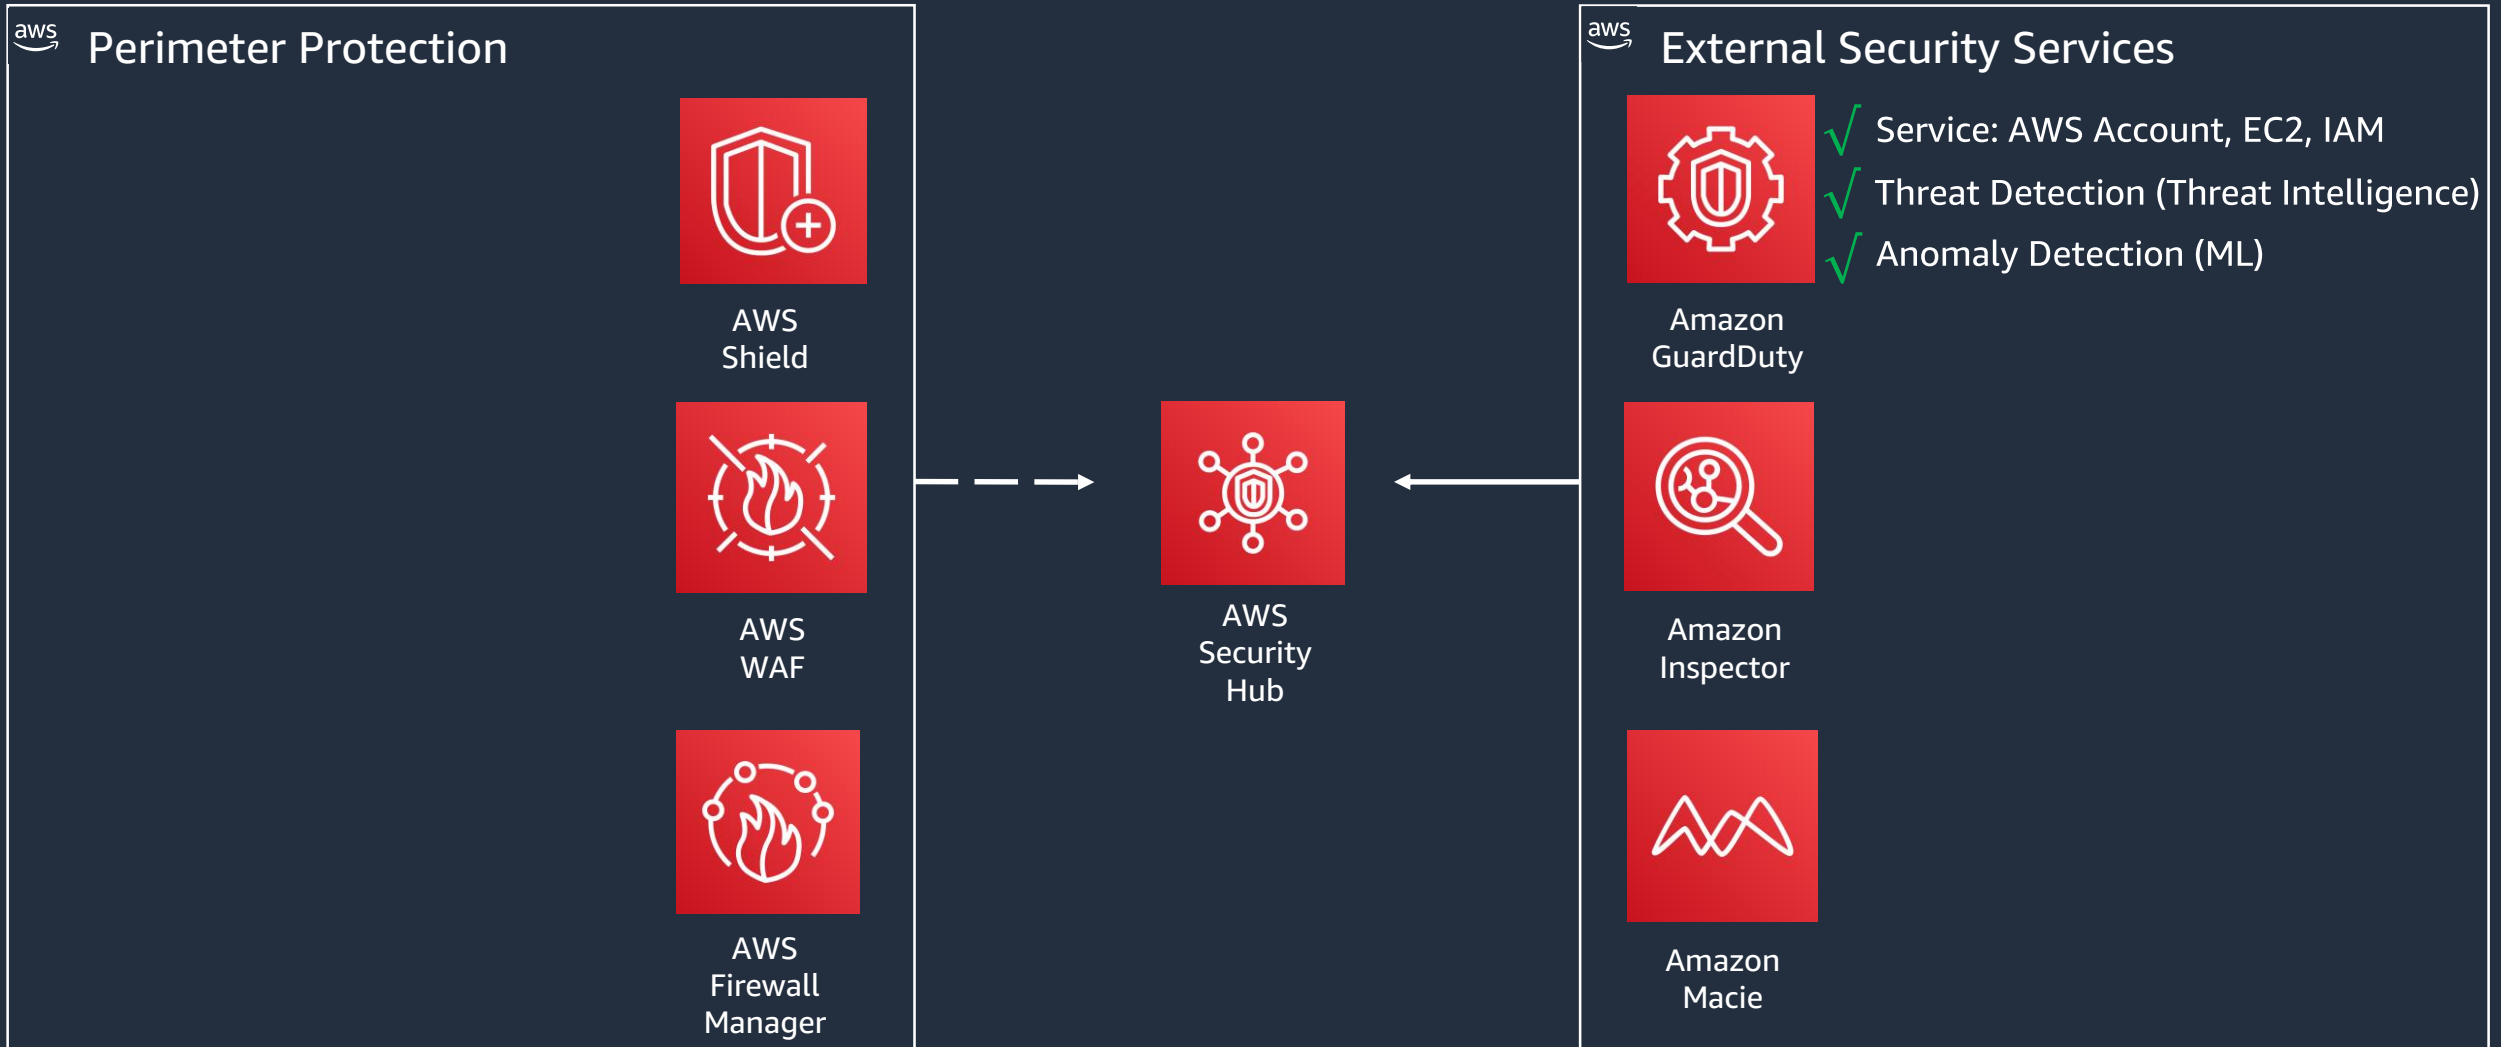 aws
Perimeter Protection
AWS
Shield
AWS
WAF
AWS
Firewall
Manager
AWS
Security
Hub
aws
External Security Services
Service: AWS Account, EC2, IAM
Threat Detection (Threat Intelligence)
Anomaly Detection (ML)
Amazon
GuardDuty
Amazon
Inspector
Amazon
Macie